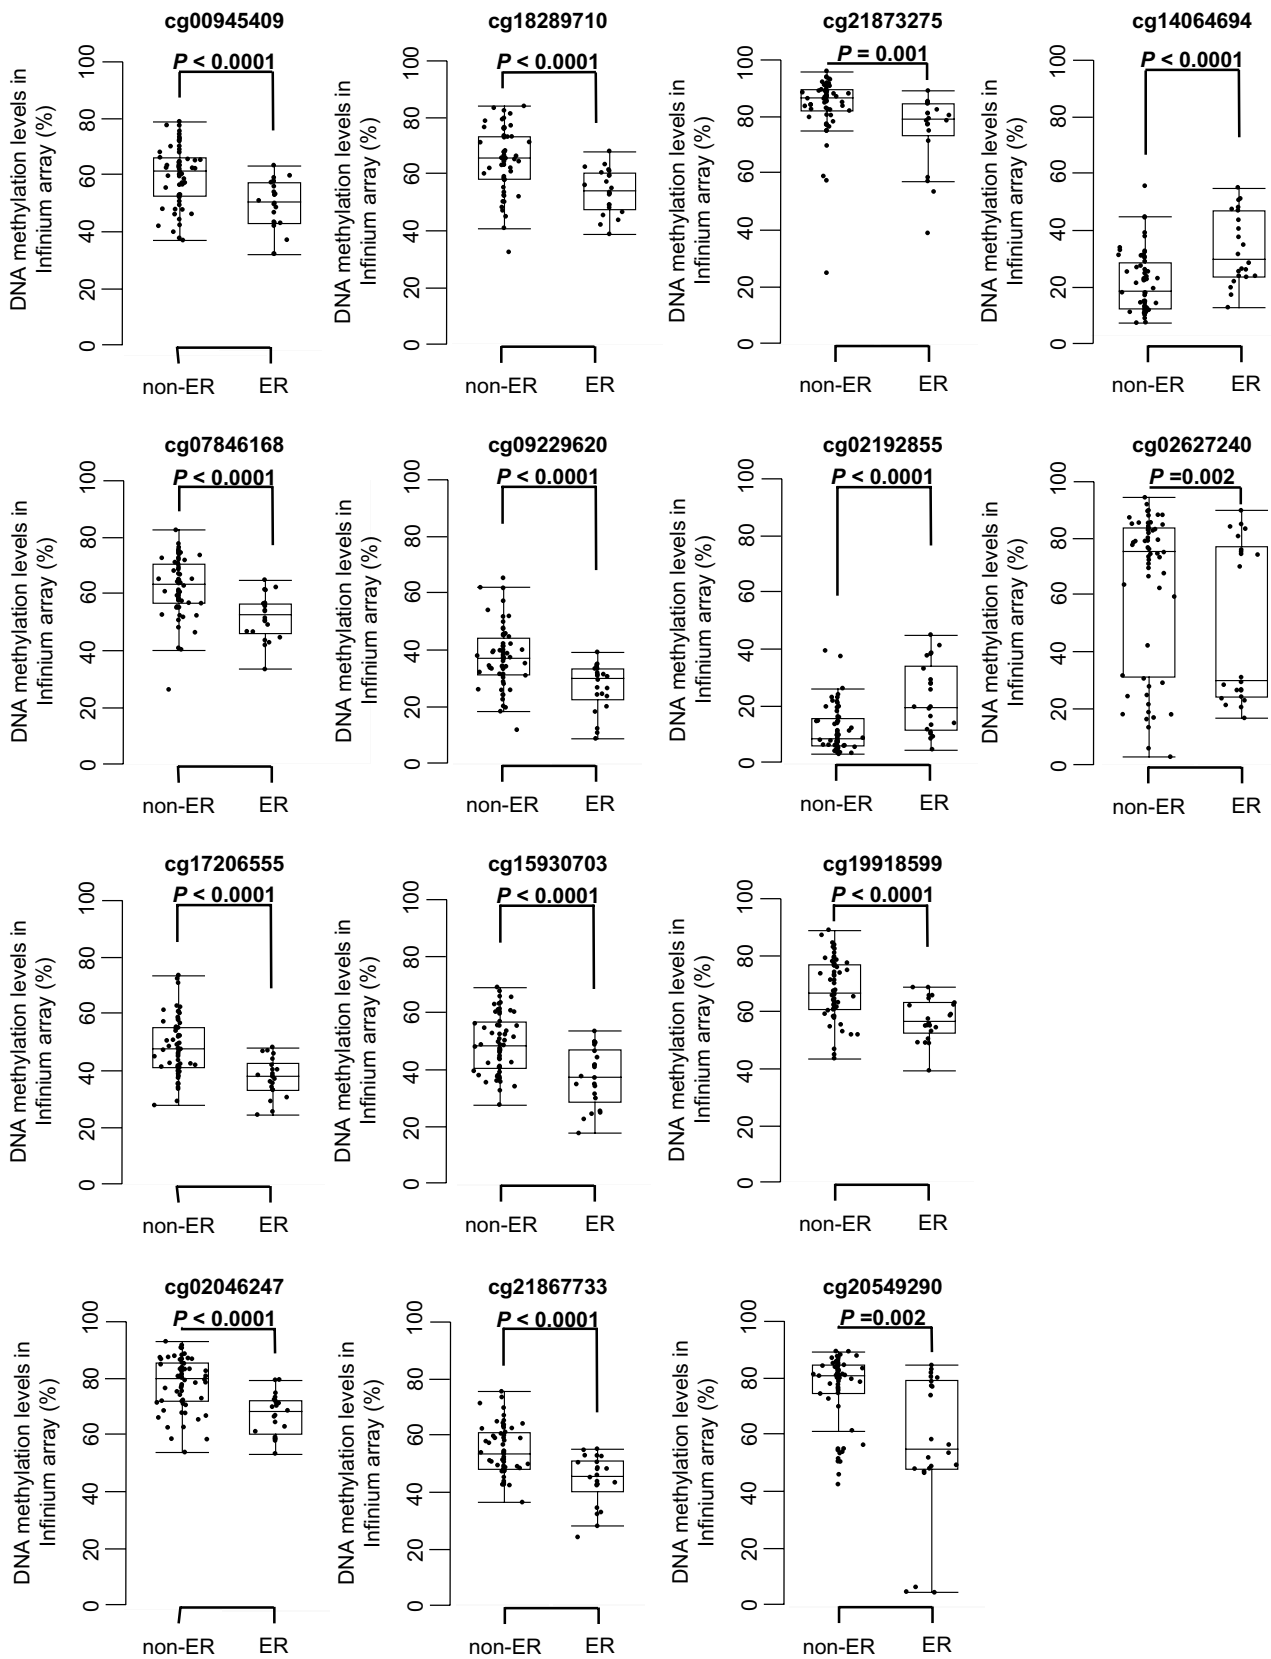 cg00945409
P < 0.0001
DNA methylation levels in
Infinium array (%)
0 20 40 60 80 100
non-ER ER
cg18289710
P < 0.0001
DNA methylation levels in
Infinium array (%)
0 20 40 60 80 100
non-ER ER
cg21873275
P = 0.001
DNA methylation levels in
Infinium array (%)
0 20 40 60 80 100
non-ER ER
cg14064694
P < 0.0001
DNA methylation levels in
Infinium array (%)
0 20 40 60 80 100
non-ER ER
cg07846168
P < 0.0001
DNA methylation levels in
Infinium array (%)
0 20 40 60 80 100
non-ER ER
cg09229620
P < 0.0001
DNA methylation levels in
Infinium array (%)
0 20 40 60 80 100
non-ER ER
cg02192855
P < 0.0001
DNA methylation levels in
Infinium array (%)
0 20 40 60 80 100
non-ER ER
cg02627240
P =0.002
DNA methylation levels in
Infinium array (%)
0 20 40 60 80 100
non-ER ER
cg17206555
P < 0.0001
DNA methylation levels in
Infinium array (%)
0 20 40 60 80 100
non-ER ER
cg15930703
P < 0.0001
DNA methylation levels in
Infinium array (%)
0 20 40 60 80 100
non-ER ER
cg19918599
P < 0.0001
DNA methylation levels in
Infinium array (%)
0 20 40 60 80 100
non-ER ER
cg02046247
P < 0.0001
DNA methylation levels in
Infinium array (%)
0 20 40 60 80 100
non-ER ER
cg21867733
P < 0.0001
DNA methylation levels in
Infinium array (%)
0 20 40 60 80 100
non-ER ER
cg20549290
P =0.002
DNA methylation levels in
Infinium array (%)
0 20 40 60 80 100
non-ER ER